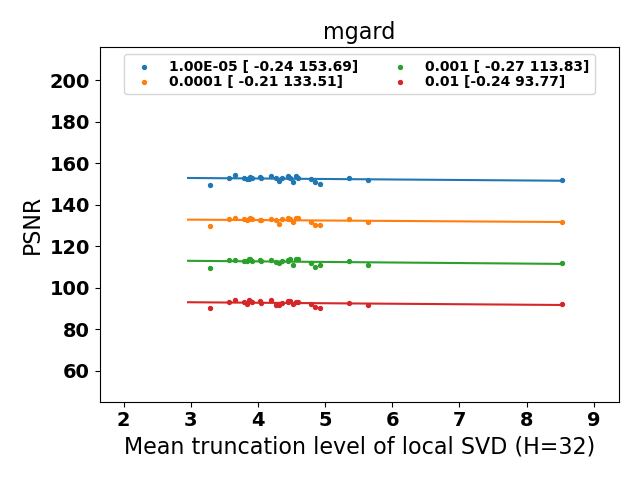 mgard
1.00E-05 [ -0.24 153.69]
0.0001 [ -0.21 133.51]
0.001 [ -0.27 113.83]
0.01 [-0.24 93.77]
PSNR
200
180
160
140
120
100
80
60
2 3 4 5 6 7 8 9
Mean truncation level of local SVD (H=32)